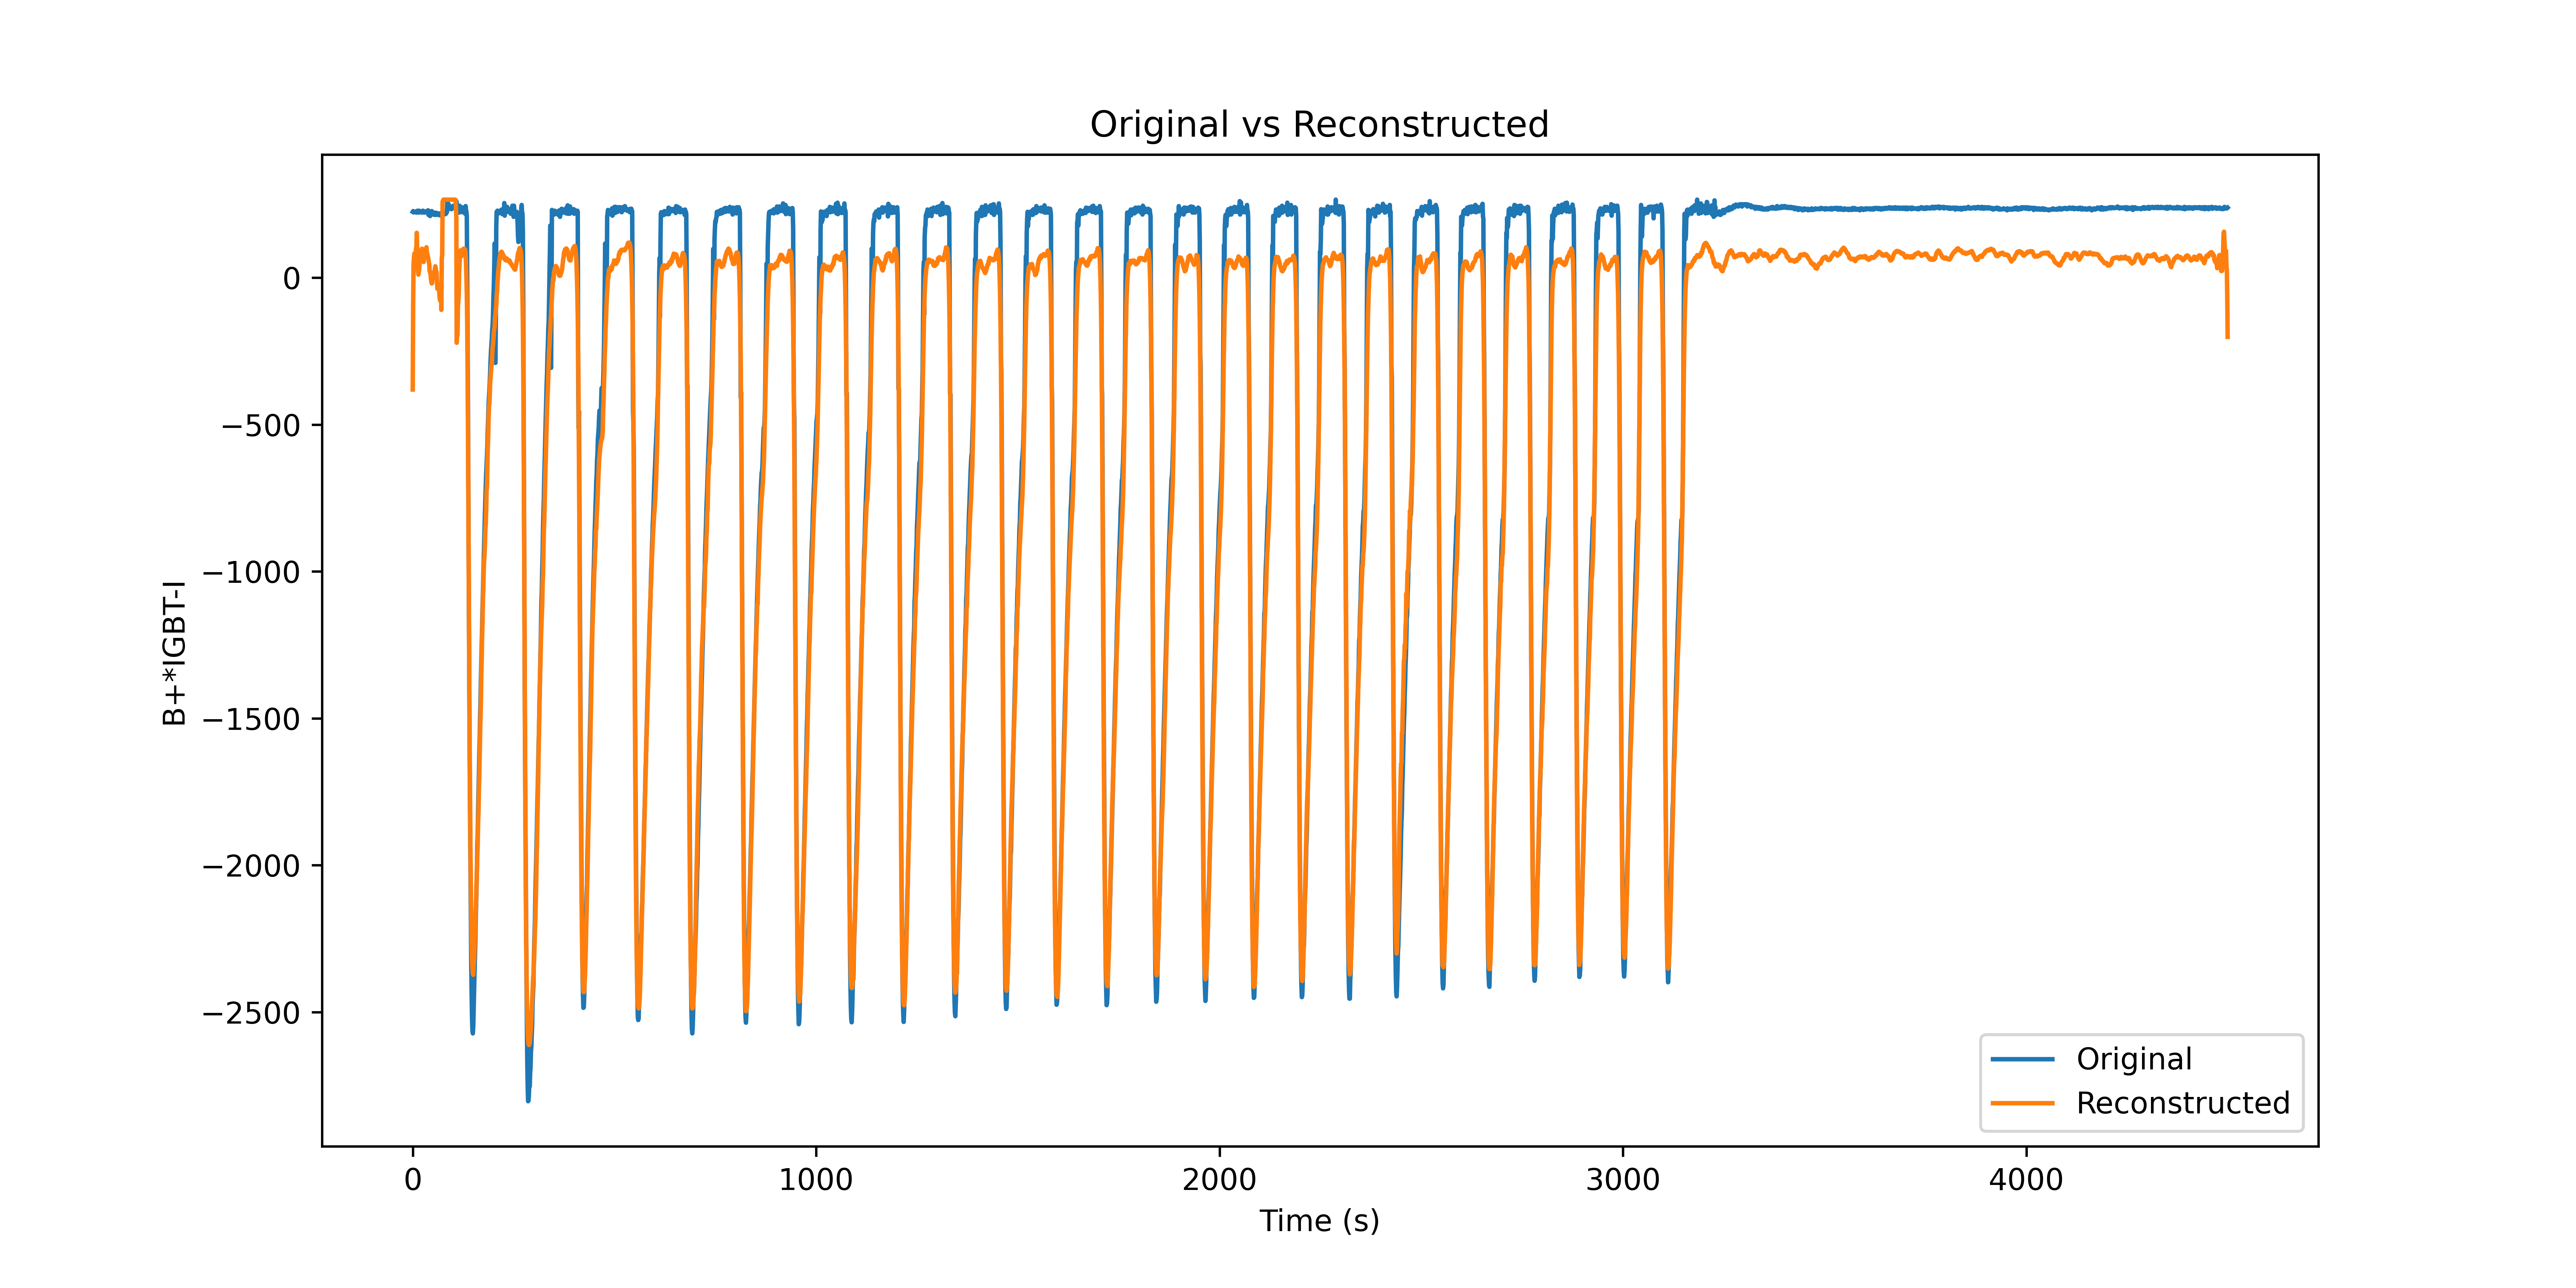 Original vs Reconstructed
B+*IGBT-I
0
−500
−1000
−1500
−2000
−2500
0 1000 2000 3000 4000
Time (s)
Original
Reconstructed